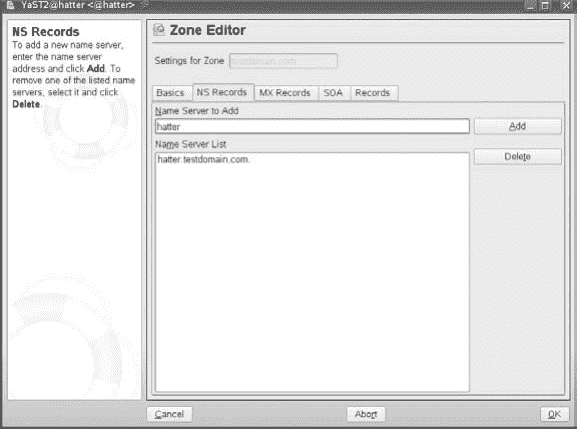 YaST2@hatter <@hatter>
NS Records
To add a new name server,
enter the name server
address and click Add. To
remove one of the listed name
servers, select it and click
Delete.
Zone Editor
Settings for Zone testdomain.com
Basics NS Records MX Records SOA Records
Name Server to Add
hatter
Add
Name Server List
Delete
hatter.testdomain.com.
Cancel Abort OK